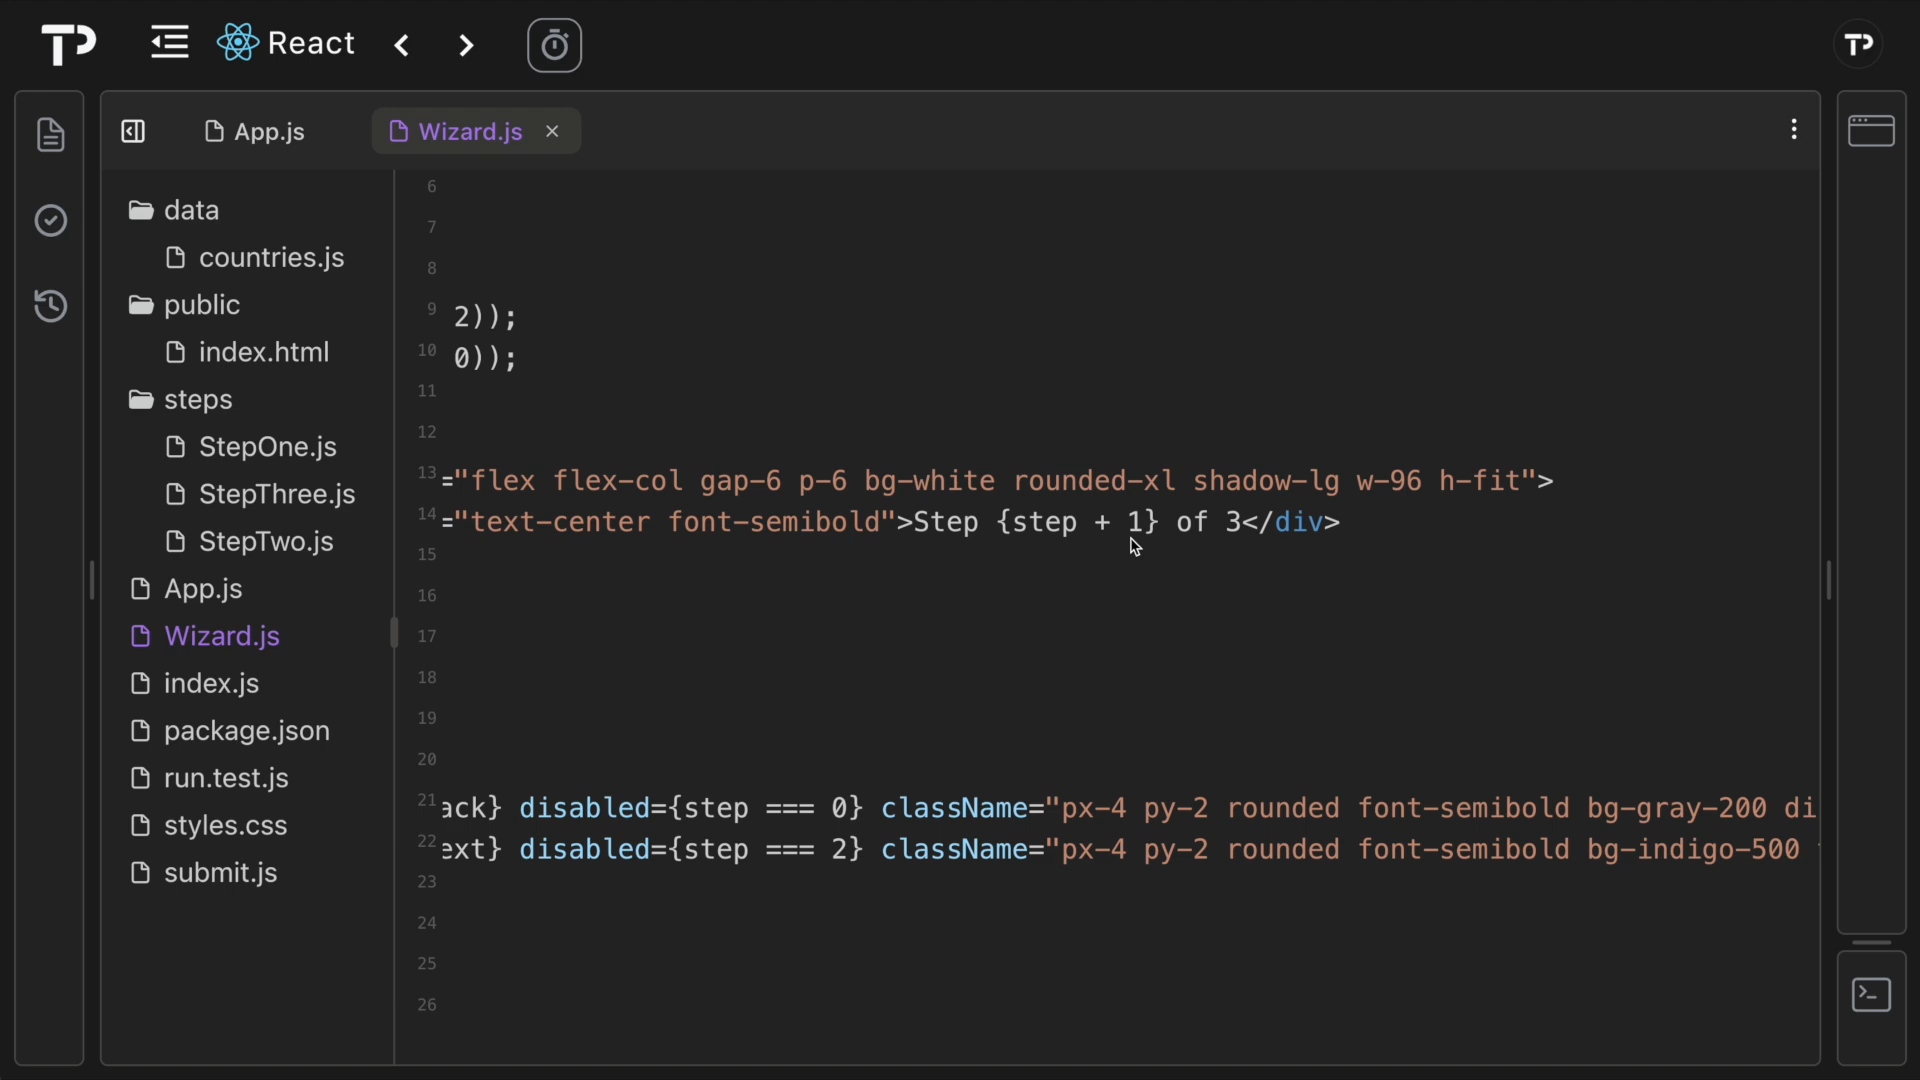 TP
React
TP
App.js
Wizard.js
data
countries.js
public
index.html
steps
StepOne.js
StepThree.js
StepTwo.js
App.js
Wizard.js
index.js
package.json
run.test.js
styles.css
submit.js
6
7
8
9 2));
10 0));
11
12
13 ="flex flex-col gap-6 p-6 bg-white rounded-xl shadow-lg w-96 h-fit">
14 ="text-center font-semibold">Step {step + 1} of 3</div>
15
16
17
18
19
20
21 ack} disabled={step === 0} className="px-4 py-2 rounded font-semibold bg-gray-200 di
22 ext} disabled={step === 2} className="px-4 py-2 rounded font-semibold bg-indigo-500
23
24
25
26